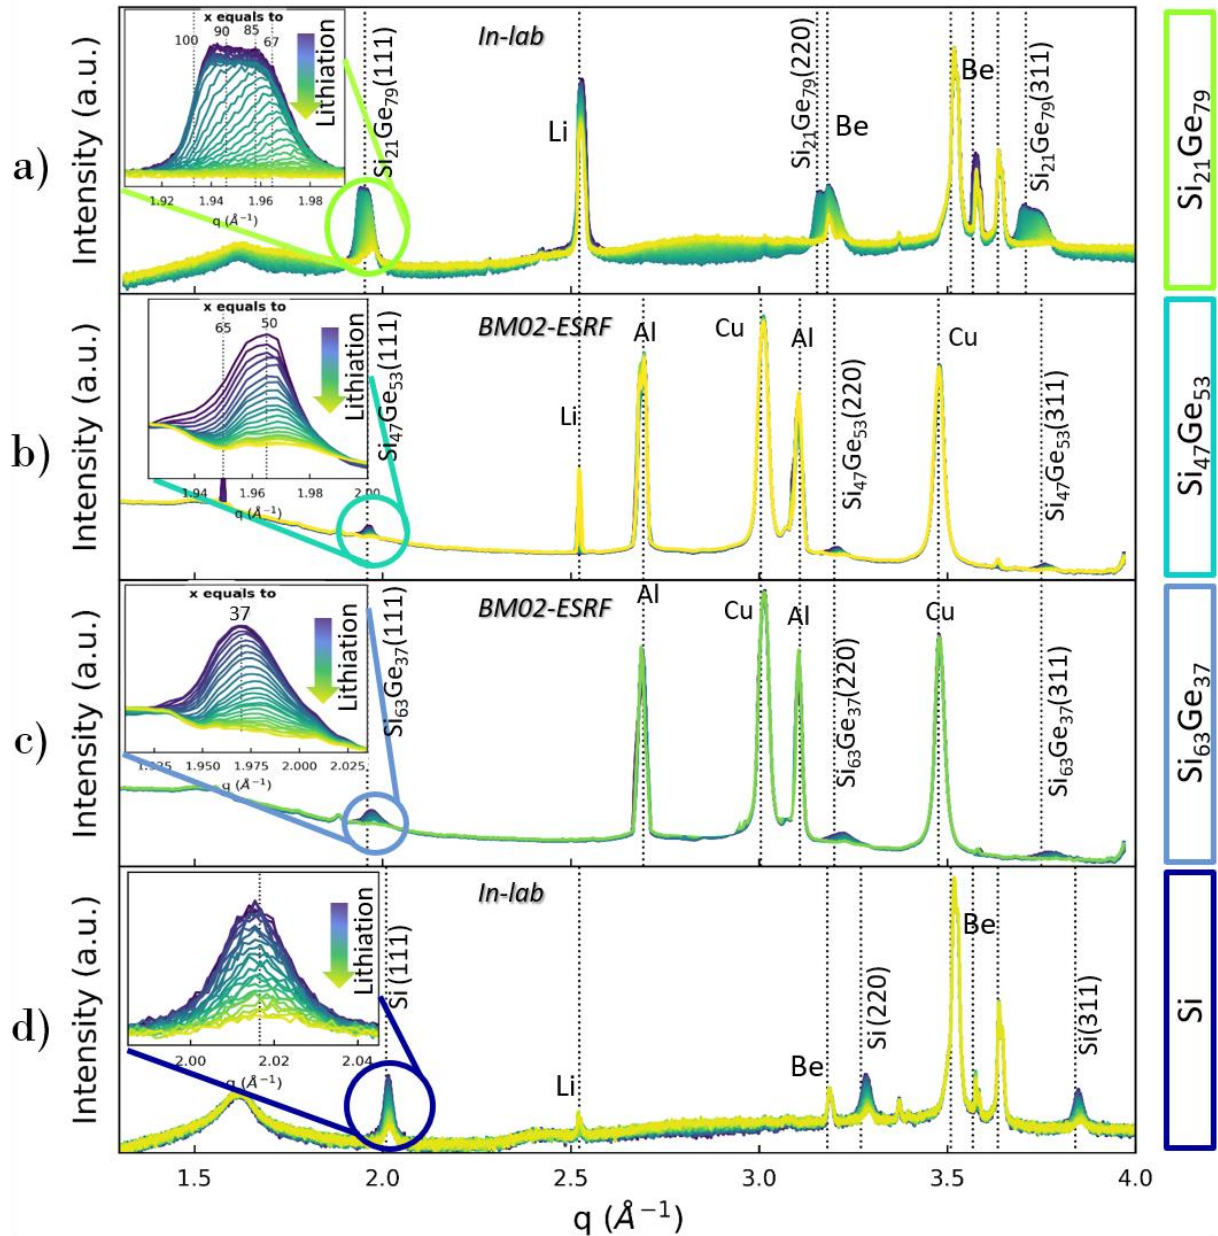 a)
Intensity (a.u.)
x equals to
100
90
85
67
Lithiation
1.92
1.94
1.96
1.98
q (Å⁻¹)
In-lab
Si₂₁Ge₇₉(111)
Li
Si₂₁Ge₇₉(220)
Be
Be
Si₂₁Ge₇₉(311)
Si₂₁Ge₇₉
b)
Intensity (a.u.)
x equals to
65
50
Lithiation
1.94
1.96
1.98
2.00
q (Å⁻¹)
BM02-ESRF
Si₄₇Ge₅₃(111)
Li
Al
Cu
Al
Si₄₇Ge₅₃(220)
Cu
Si₄₇Ge₅₃(311)
Si₄₇Ge₅₃
c)
Intensity (a.u.)
x equals to
37
Lithiation
1.950
1.975
2.000
2.025
q (Å⁻¹)
BM02-ESRF
Si₆₃Ge₃₇(111)
Al
Cu
Al
Si₆₃Ge₃₇(220)
Cu
Si₆₃Ge₃₇(311)
Si₆₃Ge₃₇
d)
Intensity (a.u.)
Lithiation
2.00
2.02
2.04
q (Å⁻¹)
In-lab
Si (111)
Li
Be
Si (220)
Be
Si(311)
Si
1.5
2.0
2.5
3.0
3.5
4.0
q (Å⁻¹)